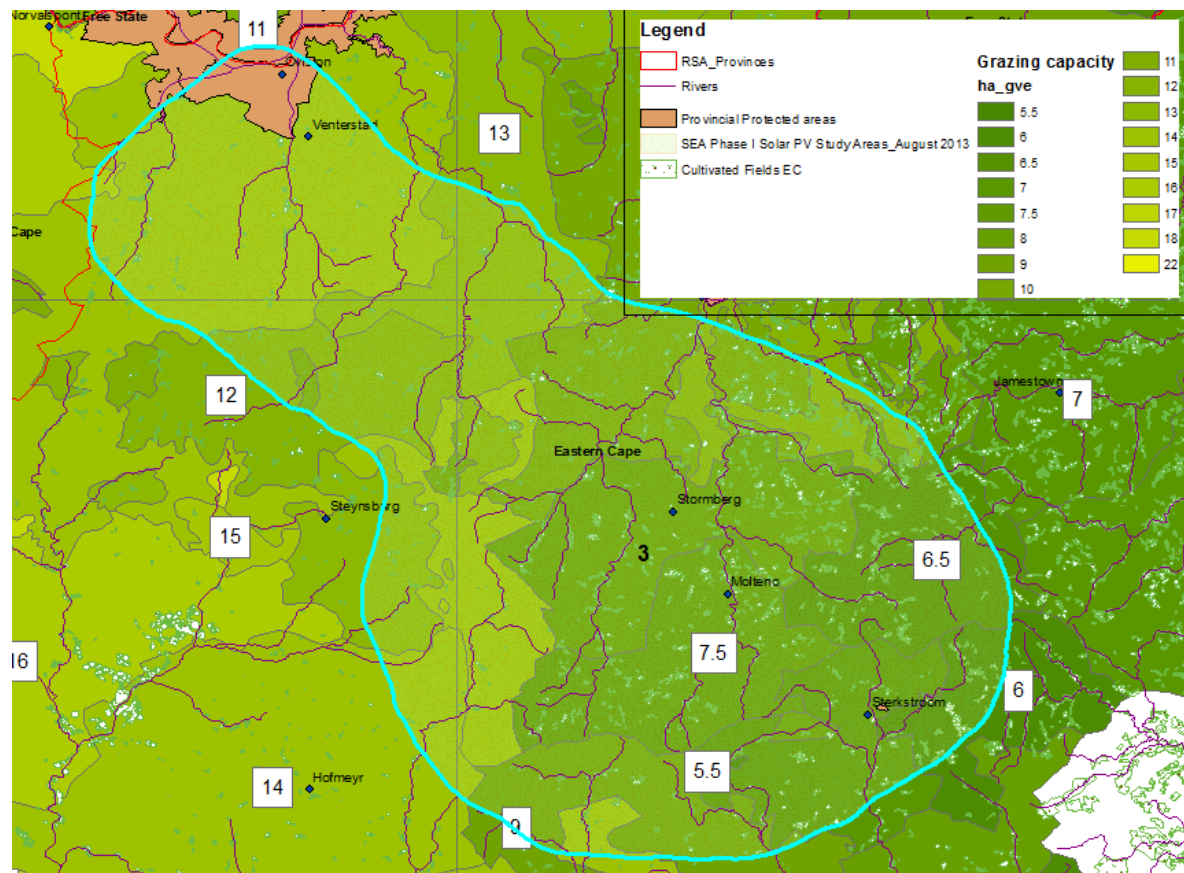 Norvalspont
Free State
11
Oviston
Venterstad
13
Cape
12
Jamestown
7
Eastern Cape
Stormberg
Steynsburg
15
3
6.5
Molteno
7.5
16
6
Sterkstroom
5.5
14
Hofmeyr
9
Legend
RSA_Provinces
Rivers
Provincial Protected areas
SEA Phase I Solar PV Study Areas_August 2013
Cultivated Fields EC
Grazing capacity
ha_gve
5.5
6
6.5
7
7.5
8
9
10
11
12
13
14
15
16
17
18
22